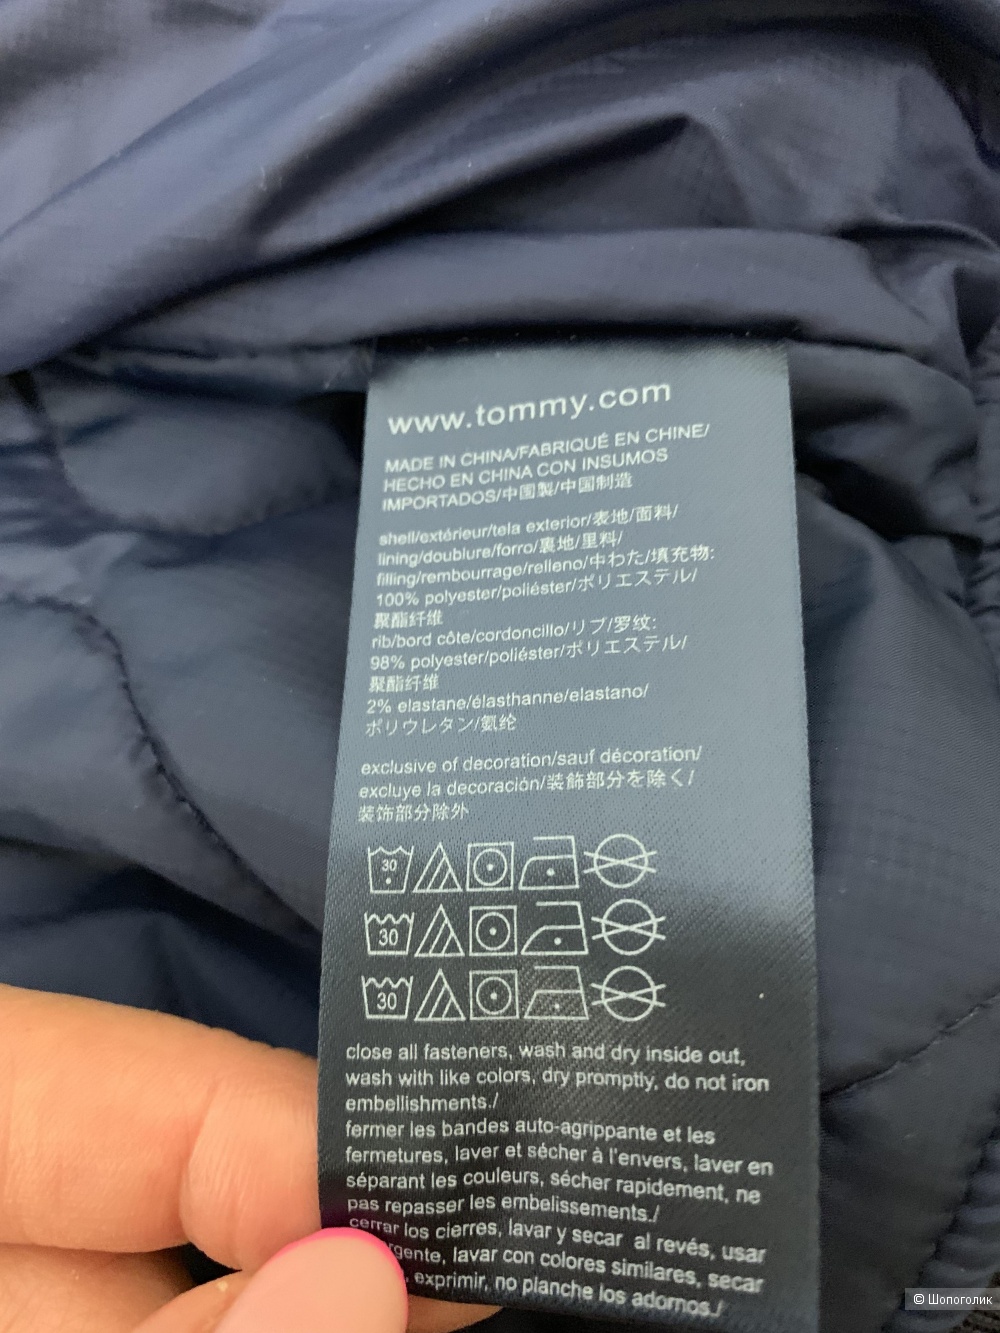 www.tommy.com
MADE IN CHINA/FABRIQUÉ EN CHINE/
HECHO EN CHINA CON INSUMOS
IMPORTADOS/中国製/中国制造
shell/extérieur/tela exterior/表地/面料/
lining/doublure/forro/裏地/里料/
filling/rembourrage/relleno/中わた/填充物:
100% polyester/poliéster/ポリエステル/
聚酯纤维
rib/bord côte/cordoncillo/リブ/罗纹:
98% polyester/poliéster/ポリエステル/
聚酯纤维
2% elastane/élasthanne/elastano/
ポリウレタン/氨纶
exclusive of decoration/sauf décoration/
excluye la decoración/装飾部分を除く/
装饰部分除外
30
30
30
close all fasteners, wash and dry inside out,
wash with like colors, dry promptly, do not iron
embellishments./
fermer les bandes auto-agrippante et les
fermetures, laver et sécher à l'envers, laver en
séparant les couleurs, sécher rapidement, ne
pas repasser les embelissements./
cerrar los cierres, lavar y secar al revés, usar
rgente, lavar con colores similares, secar
, exprimir, no planche los adornos./
© Шопоголик